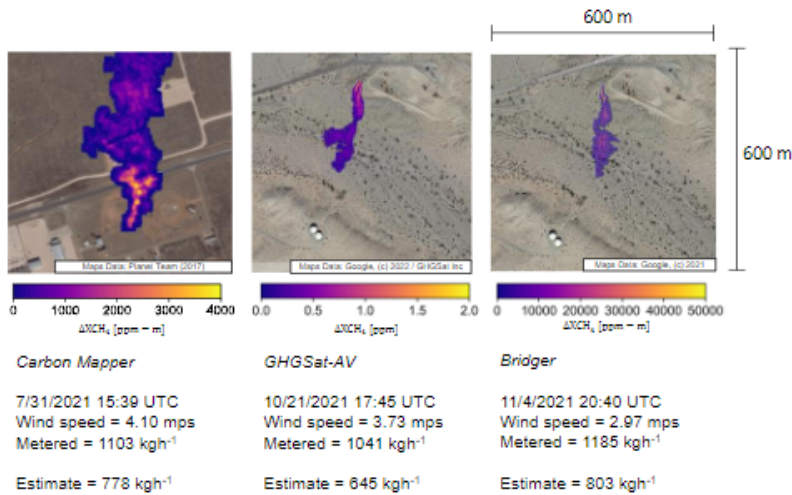 600 m
600 m
Maps Data: Planet Team (2017)
Maps Data: Google, (c) 2022 / GHGSat Inc
Maps Data: Google, (c) 2021
0 1000 2000 3000 4000
ΔXCH₄ [ppm − m]
0.0 0.5 1.0 1.5 2.0
ΔXCH₄ [ppm − m]
0 10000 20000 30000 40000 50000
ΔXCH₄ [ppm − m]
Carbon Mapper
7/31/2021 15:39 UTC
Wind speed = 4.10 mps
Metered = 1103 kgh⁻¹
Estimate = 778 kgh⁻¹
GHGSat-AV
10/21/2021 17:45 UTC
Wind speed = 3.73 mps
Metered = 1041 kgh⁻¹
Estimate = 645 kgh⁻¹
Bridger
11/4/2021 20:40 UTC
Wind speed = 2.97 mps
Metered = 1185 kgh⁻¹
Estimate = 803 kgh⁻¹